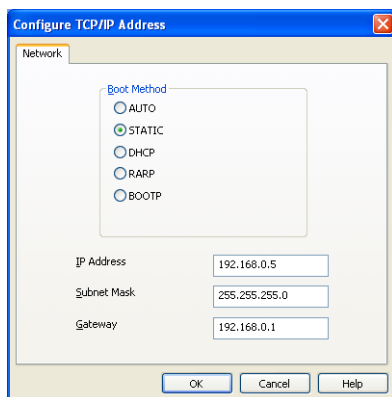 Configure TCP/IP Address
Network
Boot Method
AUTO
STATIC
DHCP
RARP
BOOTP
IP Address 192.168.0.5
Subnet Mask 255.255.255.0
Gateway 192.168.0.1
OK Cancel Help